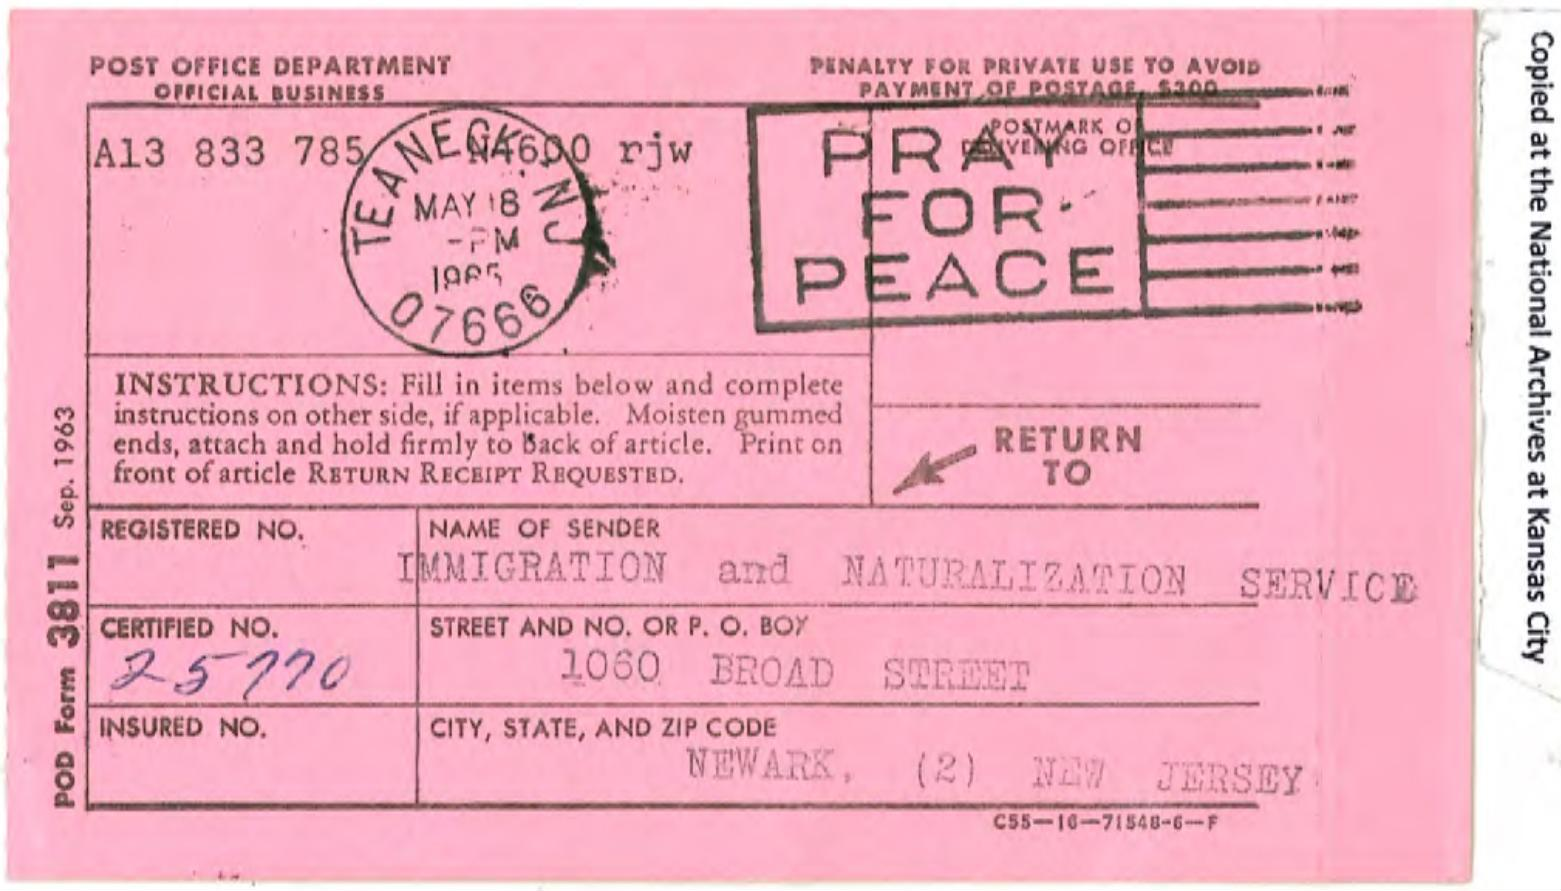 POST OFFICE DEPARTMENT
OFFICIAL BUSINESS
PENALTY FOR PRIVATE USE TO AVOID
PAYMENT OF POSTAGE, $300
A13 833 785 N4600 rjw
TEANECK NJ
MAY 18
-PM
1965
07666
POSTMARK OF
DELIVERING OFFICE
PRAY
FOR
PEACE
INSTRUCTIONS: Fill in items below and complete
instructions on other side, if applicable. Moisten gummed
ends, attach and hold firmly to back of article. Print on
front of article RETURN RECEIPT REQUESTED.
RETURN
TO
REGISTERED NO.
NAME OF SENDER
IMMIGRATION and NATURALIZATION SERVICE
CERTIFIED NO.
25770
STREET AND NO. OR P. O. BOX
1060 BROAD STREET
INSURED NO.
CITY, STATE, AND ZIP CODE
NEWARK, (2) NEW JERSEY
C55—16—71548-6—F
POD Form 3811 Sep. 1963
Copied at the National Archives at Kansas City